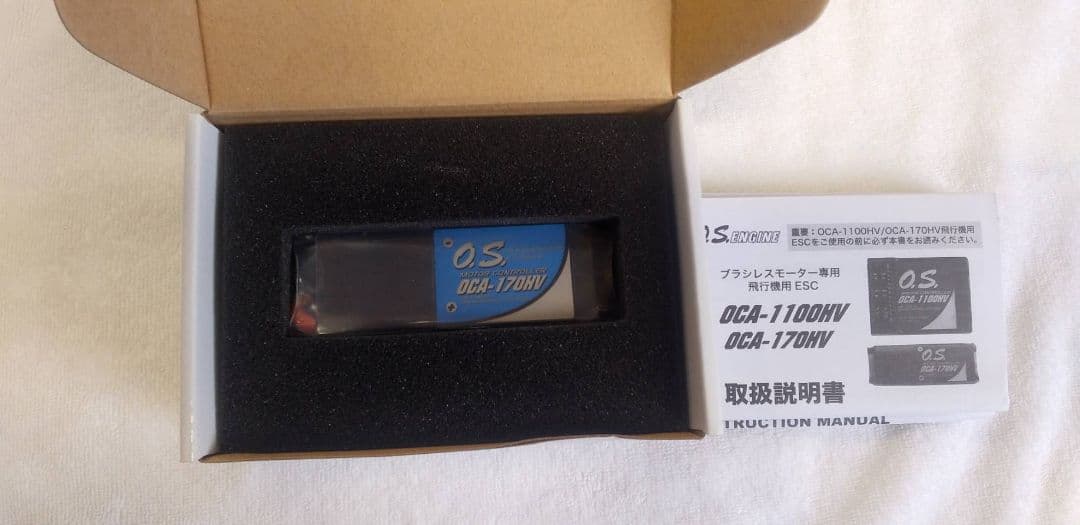 O.S.
MOTOR CONTROLLER
OCA-170HV
O.S. ENGINE
重要：OCA-1100HV/OCA-170HV飛行機用
ESCをご使用の前に必ず本書をお読みください。
ブラシレスモーター専用
飛行機用 ESC
OCA-1100HV
OCA-170HV
O.S.
OCA-1100HV
O.S.
OCA-170HV
取扱説明書
TRUCTION MANUAL